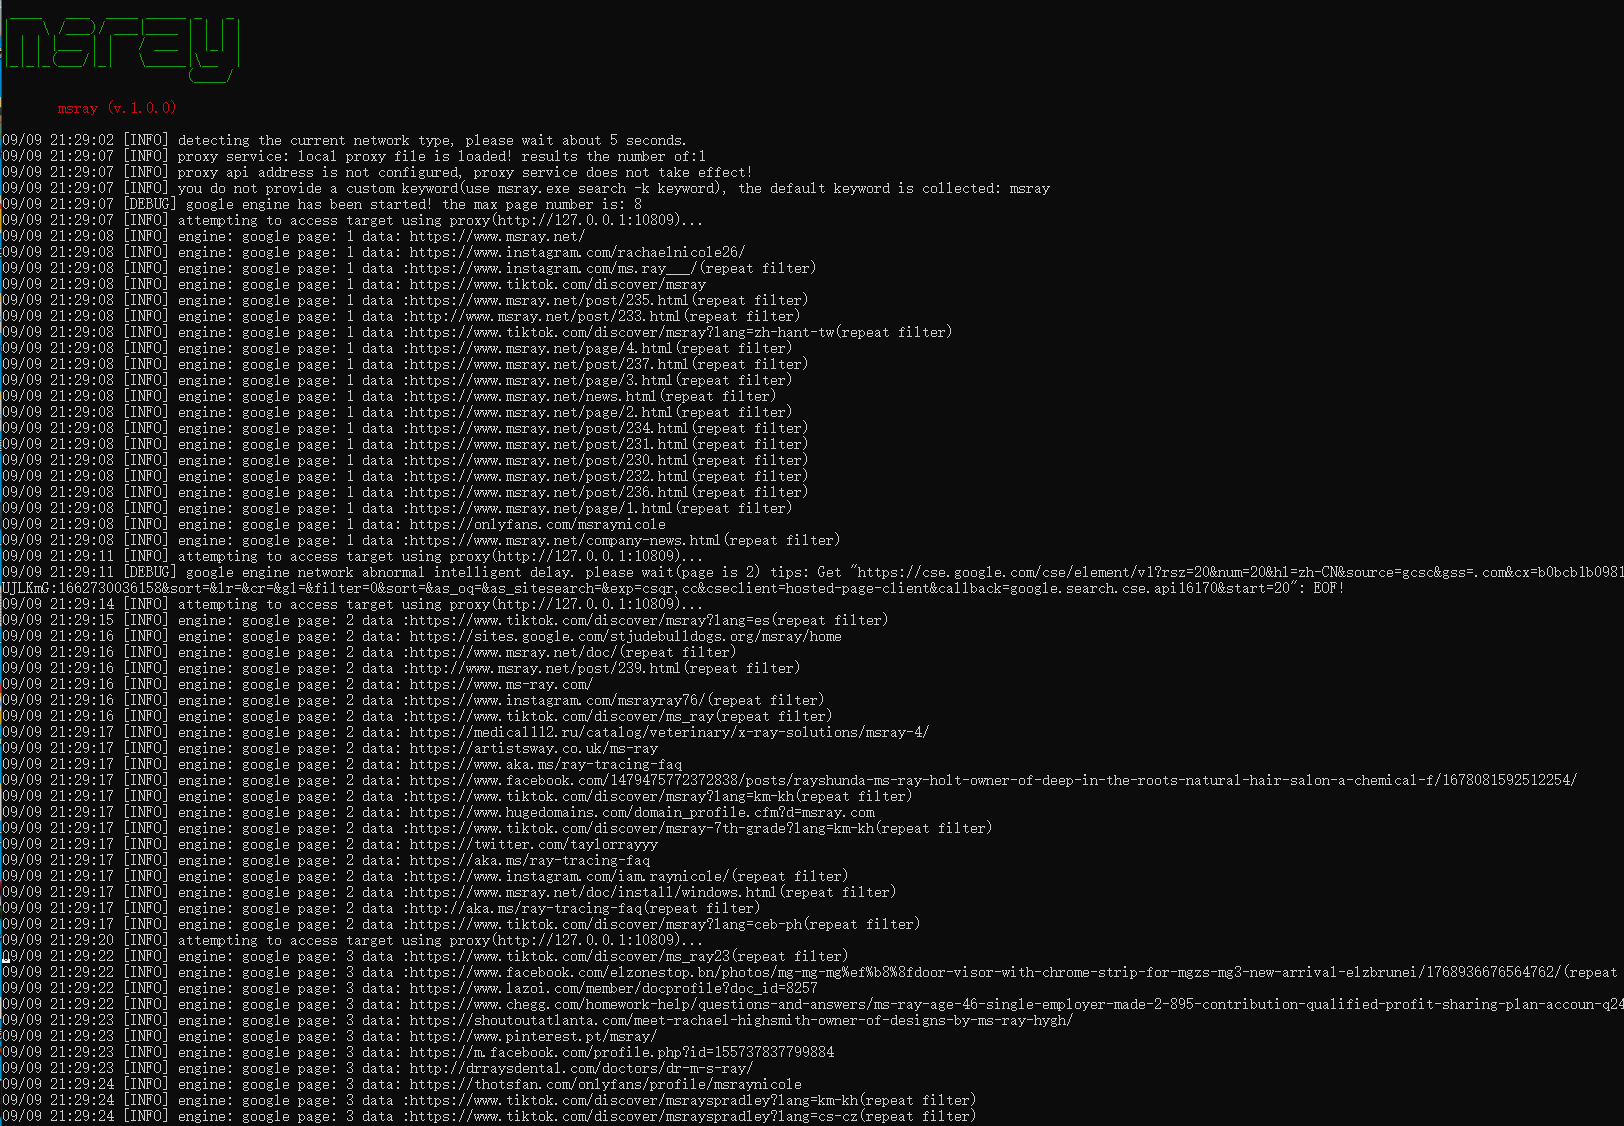 msray
msray (v.1.0.0)
09/09 21:29:02 [INFO] detecting the current network type, please wait about 5 seconds.
09/09 21:29:07 [INFO] proxy service: local proxy file is loaded! results the number of:1
09/09 21:29:07 [INFO] proxy api address is not configured, proxy service does not take effect!
09/09 21:29:07 [INFO] you do not provide a custom keyword(use msray.exe search -k keyword), the default keyword is collected: msray
09/09 21:29:07 [DEBUG] google engine has been started! the max page number is: 8
09/09 21:29:07 [INFO] attempting to access target using proxy(http://127.0.0.1:10809)...
09/09 21:29:08 [INFO] engine: google page: 1 data: https://www.msray.net/
09/09 21:29:08 [INFO] engine: google page: 1 data: https://www.instagram.com/rachaelnicole26/
09/09 21:29:08 [INFO] engine: google page: 1 data :https://www.instagram.com/ms.ray___/(repeat filter)
09/09 21:29:08 [INFO] engine: google page: 1 data: https://www.tiktok.com/discover/msray
09/09 21:29:08 [INFO] engine: google page: 1 data :https://www.msray.net/post/235.html(repeat filter)
09/09 21:29:08 [INFO] engine: google page: 1 data :http://www.msray.net/post/233.html(repeat filter)
09/09 21:29:08 [INFO] engine: google page: 1 data :https://www.tiktok.com/discover/msray?lang=zh-hant-tw(repeat filter)
09/09 21:29:08 [INFO] engine: google page: 1 data :https://www.msray.net/page/4.html(repeat filter)
09/09 21:29:08 [INFO] engine: google page: 1 data :https://www.msray.net/post/237.html(repeat filter)
09/09 21:29:08 [INFO] engine: google page: 1 data :https://www.msray.net/page/3.html(repeat filter)
09/09 21:29:08 [INFO] engine: google page: 1 data :https://www.msray.net/news.html(repeat filter)
09/09 21:29:08 [INFO] engine: google page: 1 data :https://www.msray.net/page/2.html(repeat filter)
09/09 21:29:08 [INFO] engine: google page: 1 data :https://www.msray.net/post/234.html(repeat filter)
09/09 21:29:08 [INFO] engine: google page: 1 data :https://www.msray.net/post/231.html(repeat filter)
09/09 21:29:08 [INFO] engine: google page: 1 data :https://www.msray.net/post/230.html(repeat filter)
09/09 21:29:08 [INFO] engine: google page: 1 data :https://www.msray.net/post/232.html(repeat filter)
09/09 21:29:08 [INFO] engine: google page: 1 data :https://www.msray.net/post/236.html(repeat filter)
09/09 21:29:08 [INFO] engine: google page: 1 data :https://www.msray.net/page/1.html(repeat filter)
09/09 21:29:08 [INFO] engine: google page: 1 data: https://onlyfans.com/msraynicole
09/09 21:29:08 [INFO] engine: google page: 1 data :https://www.msray.net/company-news.html(repeat filter)
09/09 21:29:11 [INFO] attempting to access target using proxy(http://127.0.0.1:10809)...
09/09 21:29:11 [DEBUG] google engine network abnormal intelligent delay. please wait(page is 2) tips: Get "https://cse.google.com/cse/element/v1?rsz=20&num=20&hl=zh-CN&source=gcsc&gss=.com&cx=b0bcb1b0981
UJLKmG:1662730036158&sort=&lr=&cr=&gl=&filter=0&sort=&as_oq=&as_sitesearch=&exp=csqr,cc&cseclient=hosted-page-client&callback=google.search.cse.api16170&start=20": EOF!
09/09 21:29:14 [INFO] attempting to access target using proxy(http://127.0.0.1:10809)...
09/09 21:29:15 [INFO] engine: google page: 2 data :https://www.tiktok.com/discover/msray?lang=es(repeat filter)
09/09 21:29:16 [INFO] engine: google page: 2 data: https://sites.google.com/stjudebulldogs.org/msray/home
09/09 21:29:16 [INFO] engine: google page: 2 data :https://www.msray.net/doc/(repeat filter)
09/09 21:29:16 [INFO] engine: google page: 2 data :http://www.msray.net/post/239.html(repeat filter)
09/09 21:29:16 [INFO] engine: google page: 2 data: https://www.ms-ray.com/
09/09 21:29:16 [INFO] engine: google page: 2 data :https://www.instagram.com/msrayray76/(repeat filter)
09/09 21:29:16 [INFO] engine: google page: 2 data :https://www.tiktok.com/discover/ms_ray(repeat filter)
09/09 21:29:17 [INFO] engine: google page: 2 data: https://medical112.ru/catalog/veterinary/x-ray-solutions/msray-4/
09/09 21:29:17 [INFO] engine: google page: 2 data: https://artistsway.co.uk/ms-ray
09/09 21:29:17 [INFO] engine: google page: 2 data: https://www.aka.ms/ray-tracing-faq
09/09 21:29:17 [INFO] engine: google page: 2 data: https://www.facebook.com/1479475772372838/posts/rayshunda-ms-ray-holt-owner-of-deep-in-the-roots-natural-hair-salon-a-chemical-f/1678081592512254/
09/09 21:29:17 [INFO] engine: google page: 2 data :https://www.tiktok.com/discover/msray?lang=km-kh(repeat filter)
09/09 21:29:17 [INFO] engine: google page: 2 data: https://www.hugedomains.com/domain_profile.cfm?d=msray.com
09/09 21:29:17 [INFO] engine: google page: 2 data :https://www.tiktok.com/discover/msray-7th-grade?lang=km-kh(repeat filter)
09/09 21:29:17 [INFO] engine: google page: 2 data: https://twitter.com/taylorrayyy
09/09 21:29:17 [INFO] engine: google page: 2 data: https://aka.ms/ray-tracing-faq
09/09 21:29:17 [INFO] engine: google page: 2 data :https://www.instagram.com/iam.raynicole/(repeat filter)
09/09 21:29:17 [INFO] engine: google page: 2 data :https://www.msray.net/doc/install/windows.html(repeat filter)
09/09 21:29:17 [INFO] engine: google page: 2 data :http://aka.ms/ray-tracing-faq(repeat filter)
09/09 21:29:17 [INFO] engine: google page: 2 data :https://www.tiktok.com/discover/msray?lang=ceb-ph(repeat filter)
09/09 21:29:20 [INFO] attempting to access target using proxy(http://127.0.0.1:10809)...
09/09 21:29:22 [INFO] engine: google page: 3 data :https://www.tiktok.com/discover/ms_ray23(repeat filter)
09/09 21:29:22 [INFO] engine: google page: 3 data :https://www.facebook.com/elzonestop.bn/photos/mg-mg-mg%ef%b8%8fdoor-visor-with-chrome-strip-for-mgzs-mg3-new-arrival-elzbrunei/1768936676564762/(repeat
09/09 21:29:22 [INFO] engine: google page: 3 data: https://www.lazoi.com/member/docprofile?doc_id=8257
09/09 21:29:22 [INFO] engine: google page: 3 data: https://www.chegg.com/homework-help/questions-and-answers/ms-ray-age-46-single-employer-made-2-895-contribution-qualified-profit-sharing-plan-accoun-q24
09/09 21:29:23 [INFO] engine: google page: 3 data: https://shoutoutatlanta.com/meet-rachael-highsmith-owner-of-designs-by-ms-ray-hygh/
09/09 21:29:23 [INFO] engine: google page: 3 data: https://www.pinterest.pt/msray/
09/09 21:29:23 [INFO] engine: google page: 3 data: https://m.facebook.com/profile.php?id=155737837799884
09/09 21:29:23 [INFO] engine: google page: 3 data: http://drraysdental.com/doctors/dr-m-s-ray/
09/09 21:29:24 [INFO] engine: google page: 3 data: https://thotsfan.com/onlyfans/profile/msraynicole
09/09 21:29:24 [INFO] engine: google page: 3 data :https://www.tiktok.com/discover/msrayspradley?lang=km-kh(repeat filter)
09/09 21:29:24 [INFO] engine: google page: 3 data :https://www.tiktok.com/discover/msrayspradley?lang=cs-cz(repeat filter)